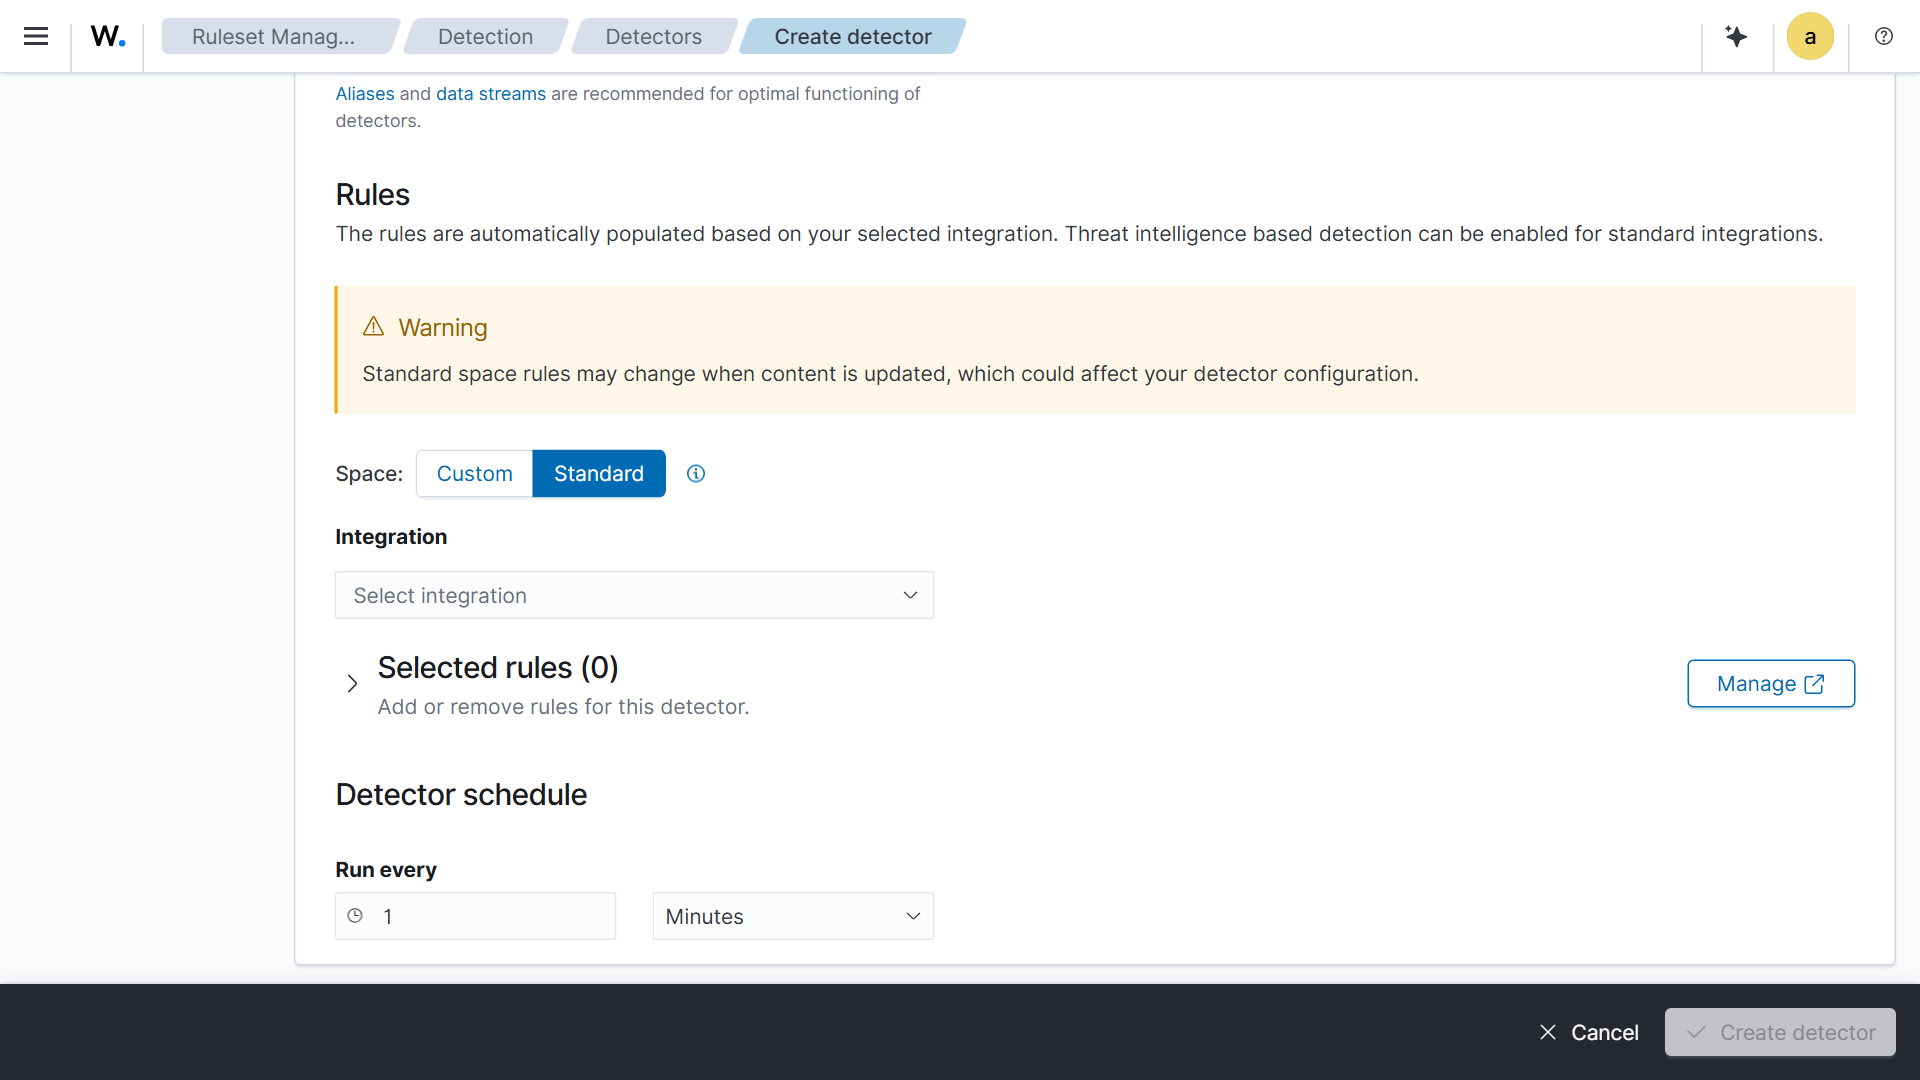 W.
Ruleset Manag...
Detection
Detectors
Create detector
a
Aliases and data streams are recommended for optimal functioning of
detectors.
Rules
The rules are automatically populated based on your selected integration. Threat intelligence based detection can be enabled for standard integrations.
Warning
Standard space rules may change when content is updated, which could affect your detector configuration.
Space:
Custom
Standard
Integration
Select integration
Selected rules (0)
Add or remove rules for this detector.
Manage
Detector schedule
Run every
1
Minutes
Cancel
Create detector